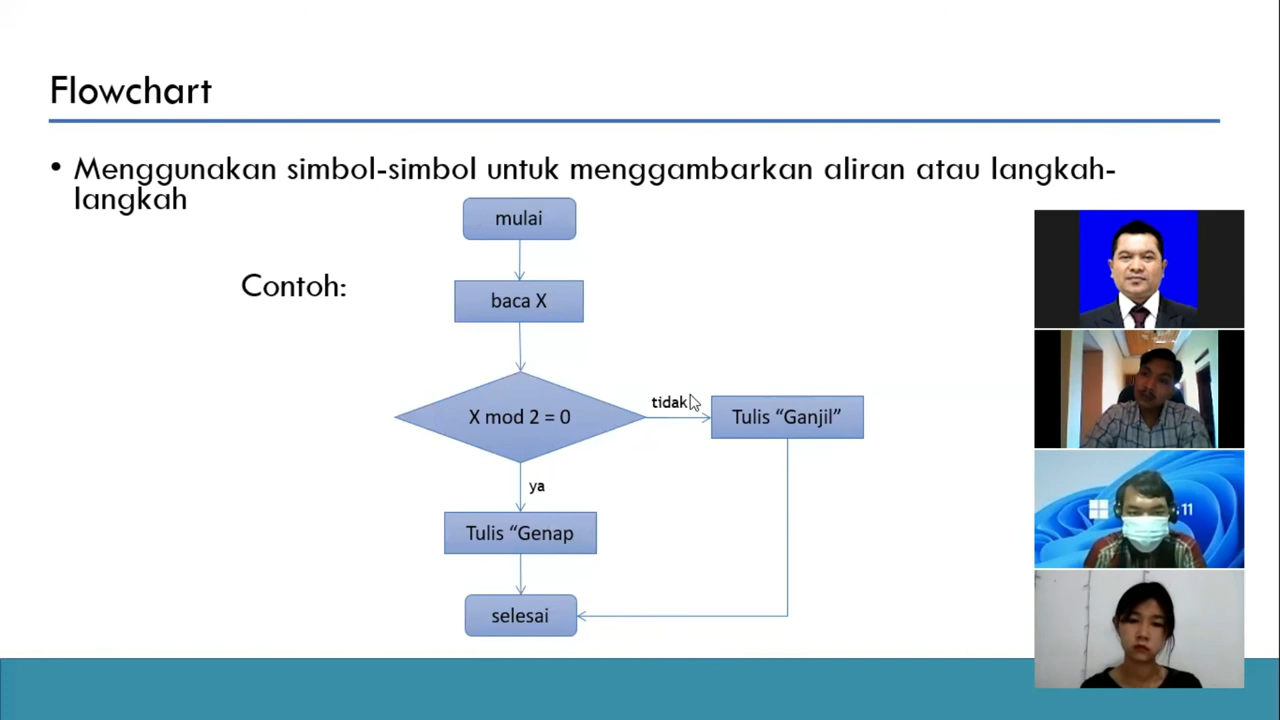 Flowchart
• Menggunakan simbol-simbol untuk menggambarkan aliran atau langkah-
langkah
mulai
Contoh:
baca X
X mod 2 = 0
tidak
Tulis “Ganjil”
ya
Tulis “Genap
selesai
11